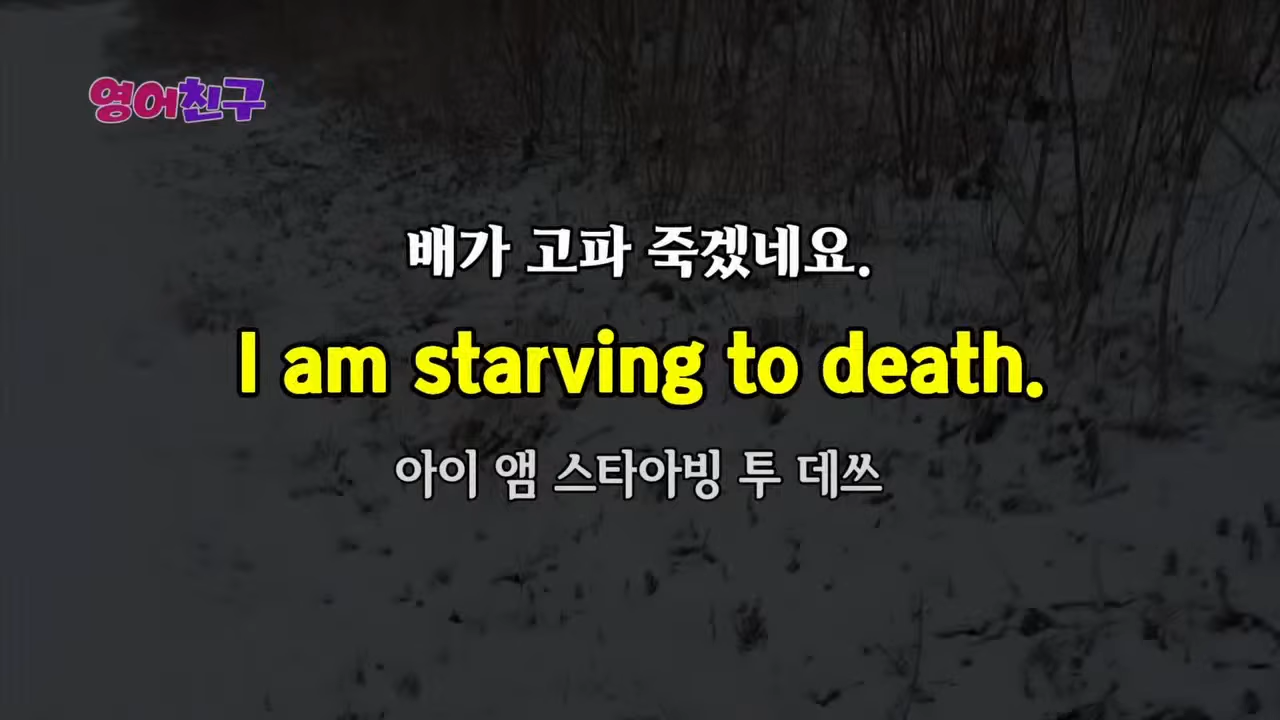 영어친구
배가 고파 죽겠네요.
I am starving to death.
아이 앰 스타아빙 투 데쓰